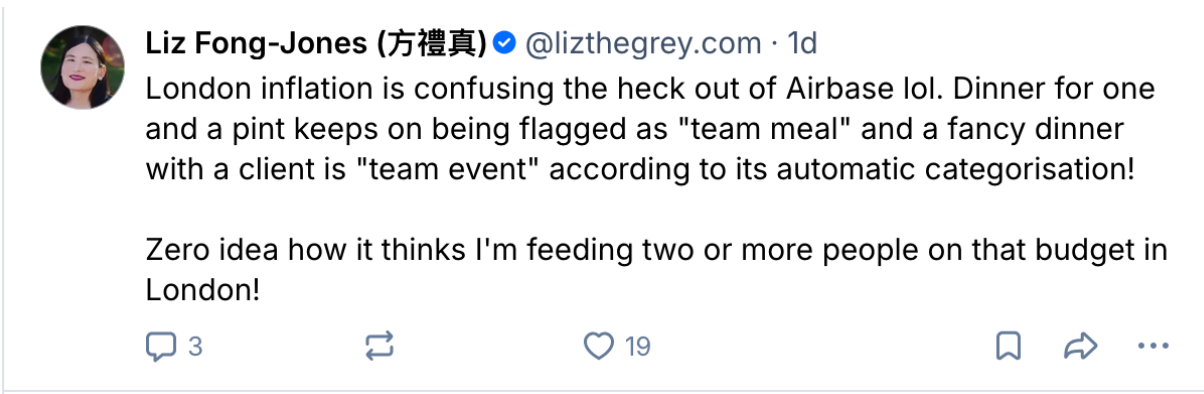 Liz Fong-Jones (方禮真) @lizthegrey.com · 1d
London inflation is confusing the heck out of Airbase lol. Dinner for one
and a pint keeps on being flagged as "team meal" and a fancy dinner
with a client is "team event" according to its automatic categorisation!
Zero idea how it thinks I'm feeding two or more people on that budget in
London!
3 19